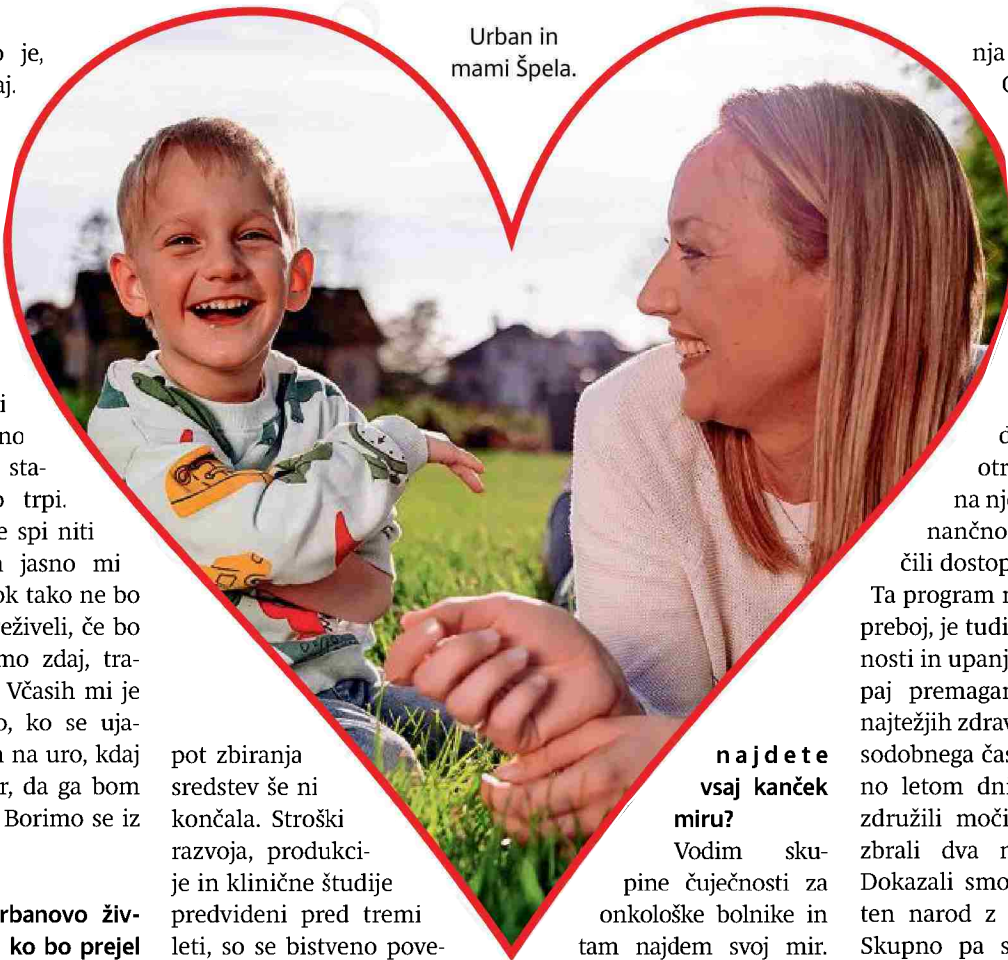 Urban in
mami Špela.
o je,
aj.
i
no
sta-
o trpi.
e spi niti
n jasno mi
ok tako ne bo
eživeli, če bo
mo zdaj, tra-
Včasih mi je
o, ko se uja-
n na uro, kdaj
r, da ga bom
Borimo se iz
rbanovo živ-
ko bo prejel
pot zbiranja
sredstev še ni
končala. Stroški
razvoja, produkci-
je in klinične študije
predvideni pred tremi
leti, so se bistveno pove-
najdete
vsaj kanček
miru?
Vodim sku-
pine čuječnosti za
onkološke bolnike in
tam najdem svoj mir.
nja
d
otr
na nje
nančno
čili dostop
Ta program n
preboj, je tudi
nosti in upanj
paj premagan
najtežjih zdrav
sodobnega čas
no letom dni
združili moči
zbrali dva m
Dokazali smo
ten narod z
Skupno pa s